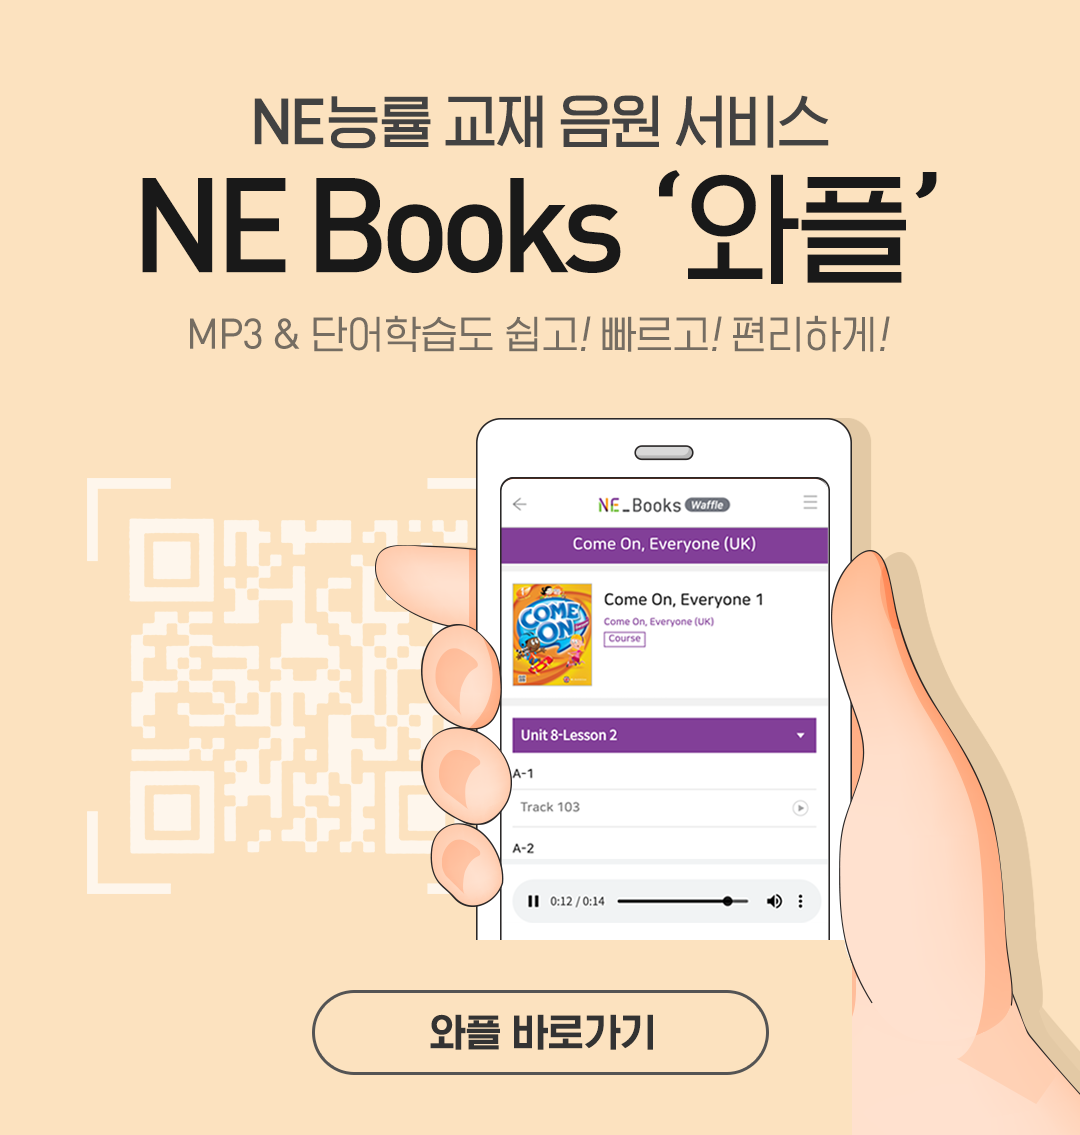 NE능률 교재 음원 서비스
NE Books ‘와플’
MP3 & 단어학습도 쉽고! 빠르고! 편리하게!
NE_Books Waffle
Come On, Everyone (UK)
COME ON
Come On, Everyone 1
Come On, Everyone (UK)
Course
Unit 8-Lesson 2
A-1
Track 103
A-2
0:12 / 0:14
와플 바로가기